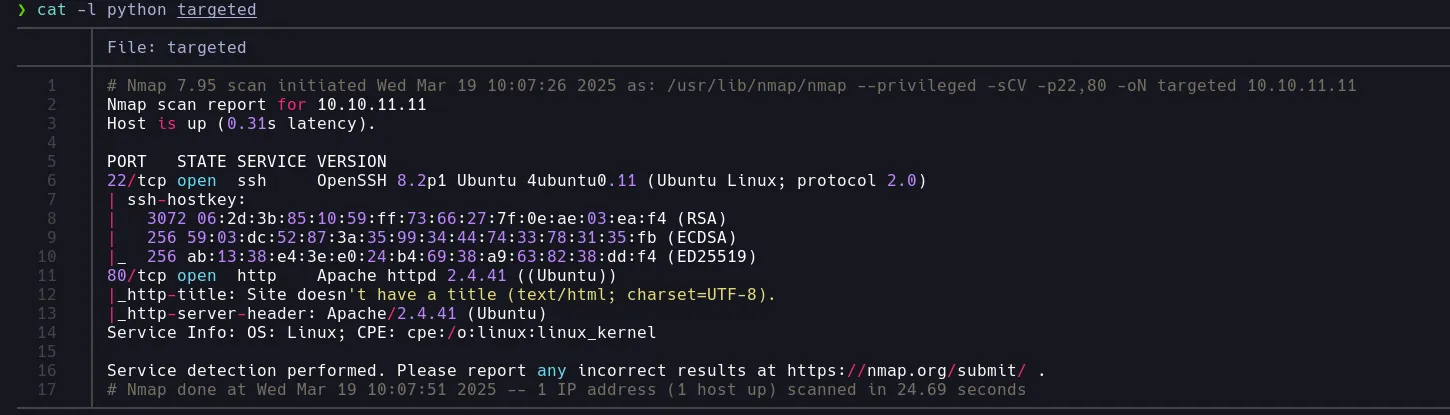 ❯ cat -l python targeted
File: targeted
1 # Nmap 7.95 scan initiated Wed Mar 19 10:07:26 2025 as: /usr/lib/nmap/nmap --privileged -sCV -p22,80 -oN targeted 10.10.11.11
2 Nmap scan report for 10.10.11.11
3 Host is up (0.31s latency).
4
5 PORT   STATE SERVICE VERSION
6 22/tcp open  ssh     OpenSSH 8.2p1 Ubuntu 4ubuntu0.11 (Ubuntu Linux; protocol 2.0)
7 | ssh-hostkey:
8 |   3072 06:2d:3b:85:10:59:ff:73:66:27:7f:0e:ae:03:ea:f4 (RSA)
9 |   256 59:03:dc:52:87:3a:35:99:34:44:74:33:78:31:35:fb (ECDSA)
10 |_  256 ab:13:38:e4:3e:e0:24:b4:69:38:a9:63:82:38:dd:f4 (ED25519)
11 80/tcp open  http    Apache httpd 2.4.41 ((Ubuntu))
12 |_http-title: Site doesn't have a title (text/html; charset=UTF-8).
13 |_http-server-header: Apache/2.4.41 (Ubuntu)
14 Service Info: OS: Linux; CPE: cpe:/o:linux:linux_kernel
15
16 Service detection performed. Please report any incorrect results at https://nmap.org/submit/ .
17 # Nmap done at Wed Mar 19 10:07:51 2025 -- 1 IP address (1 host up) scanned in 24.69 seconds